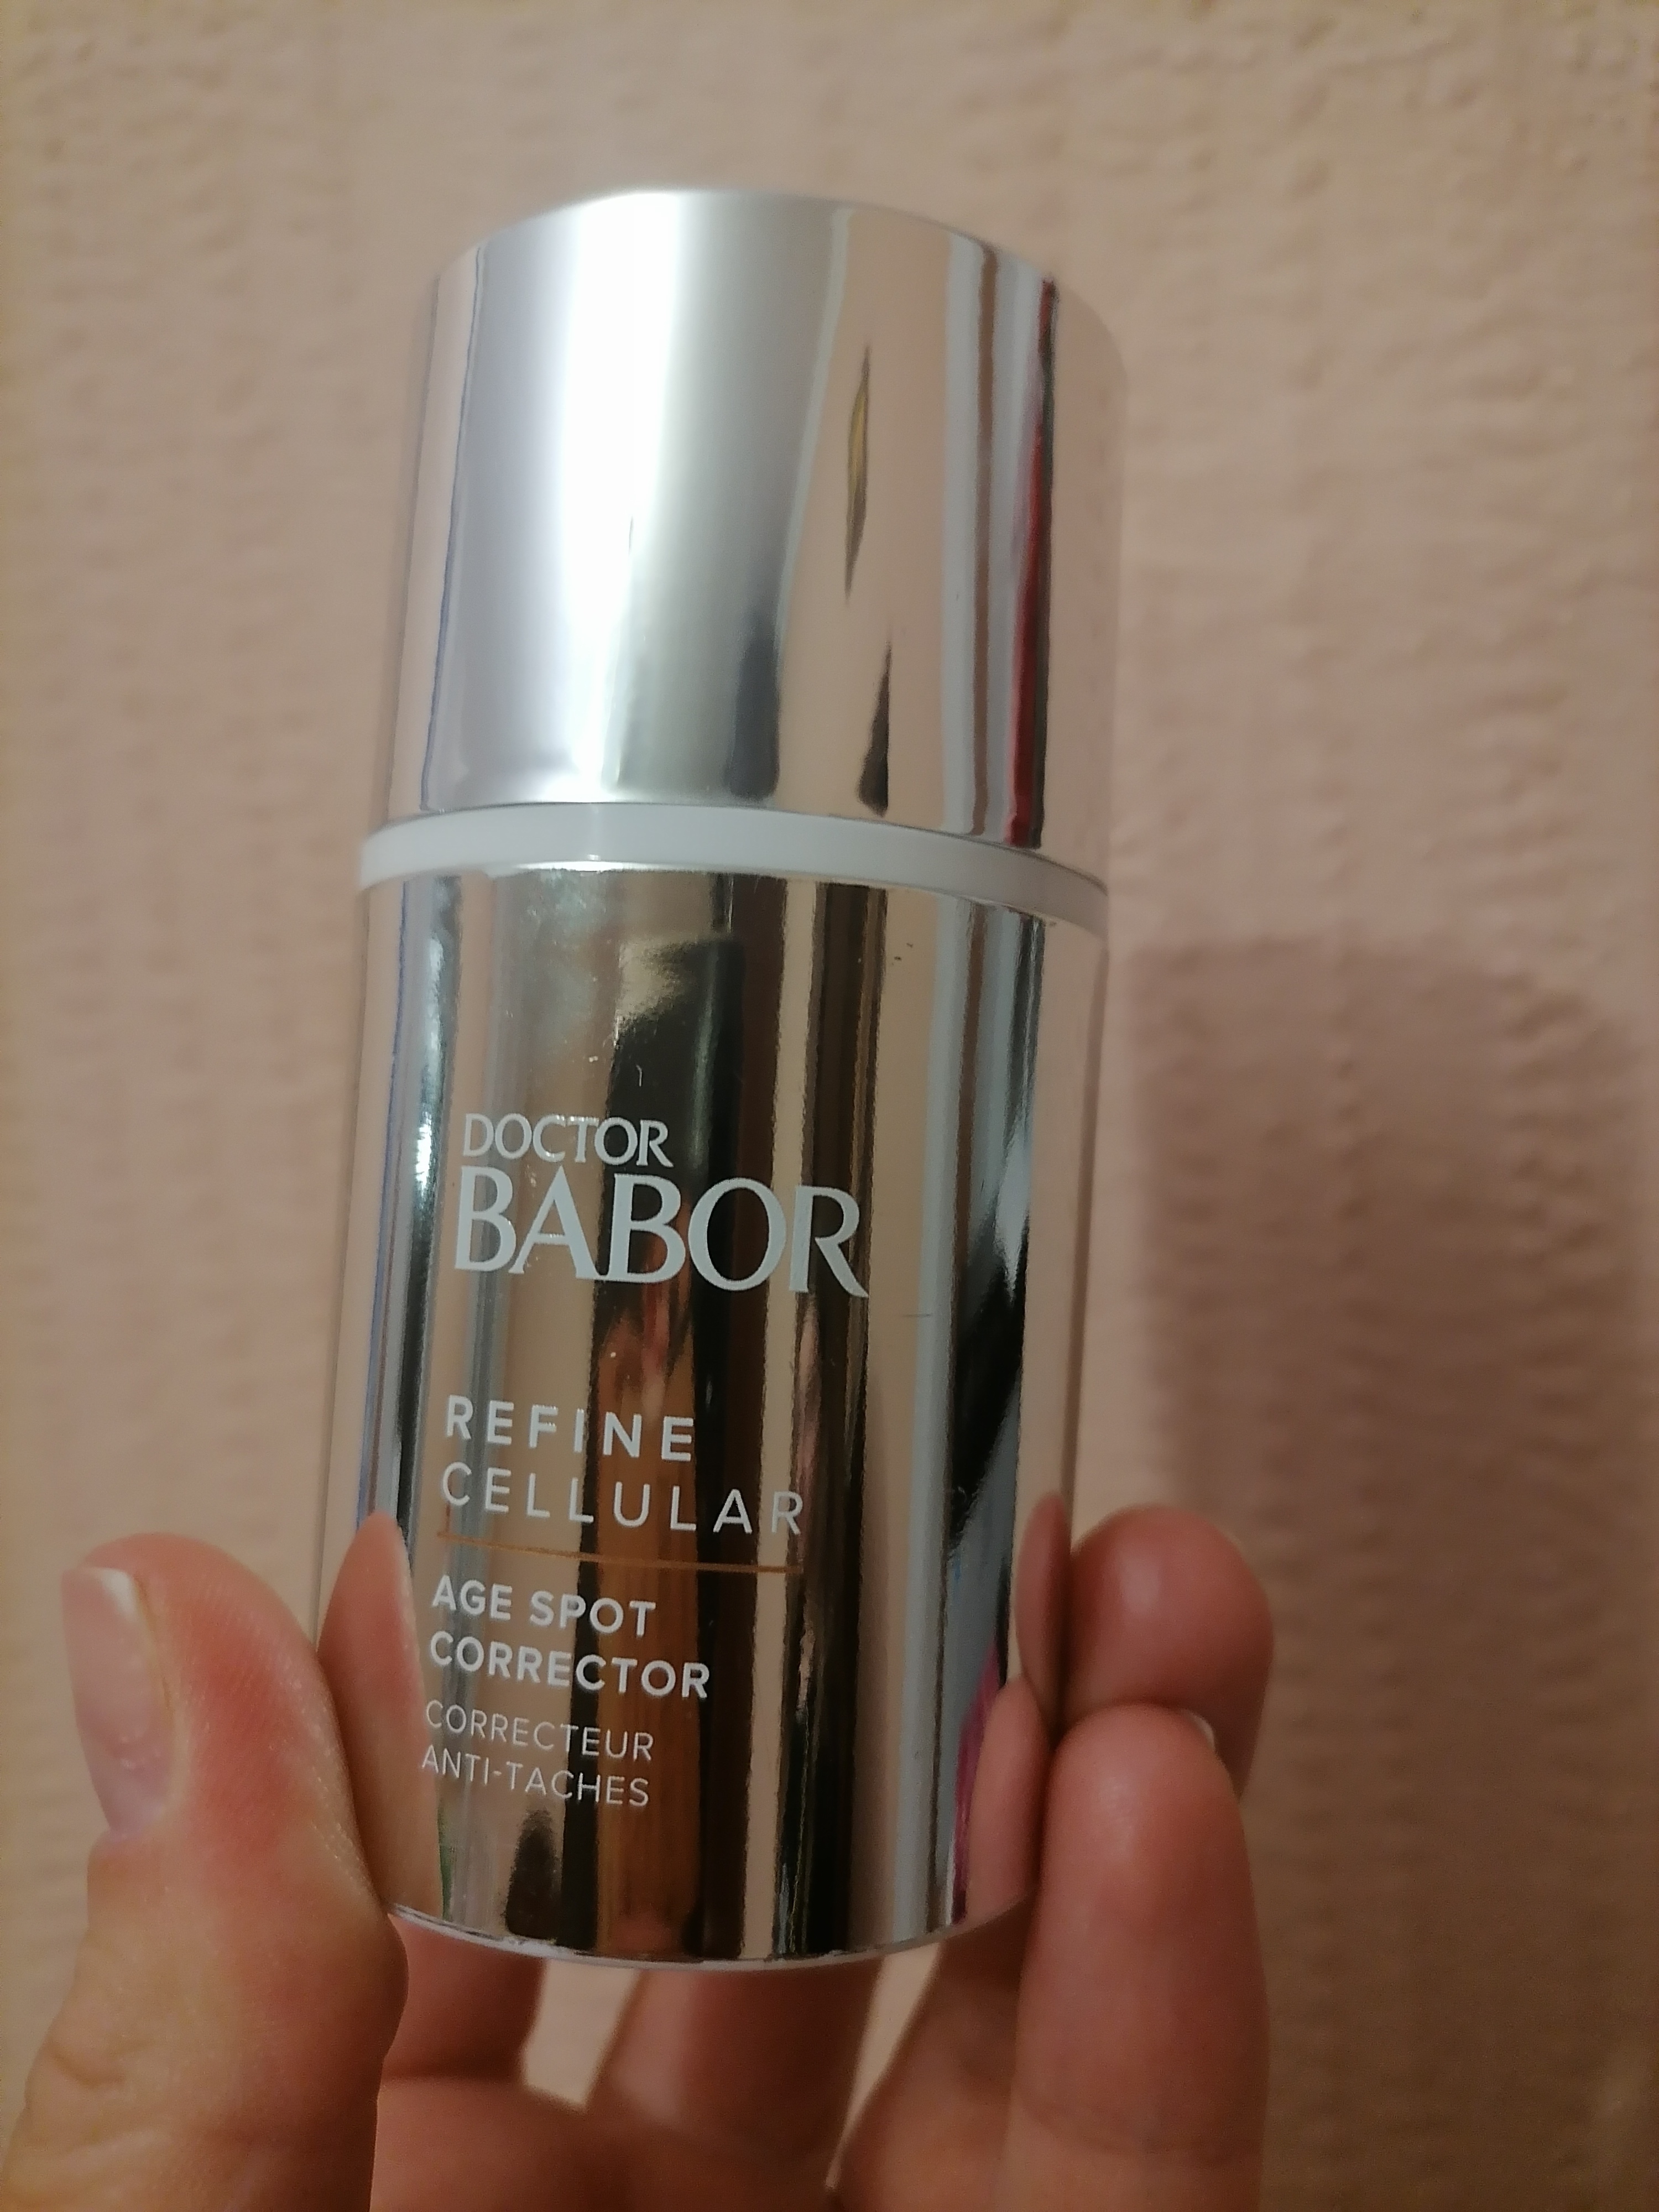 DOCTOR
BABOR
REFINE
CELLULAR
AGE SPOT
CORRECTOR
CORRECTEUR
ANTI-TACHES